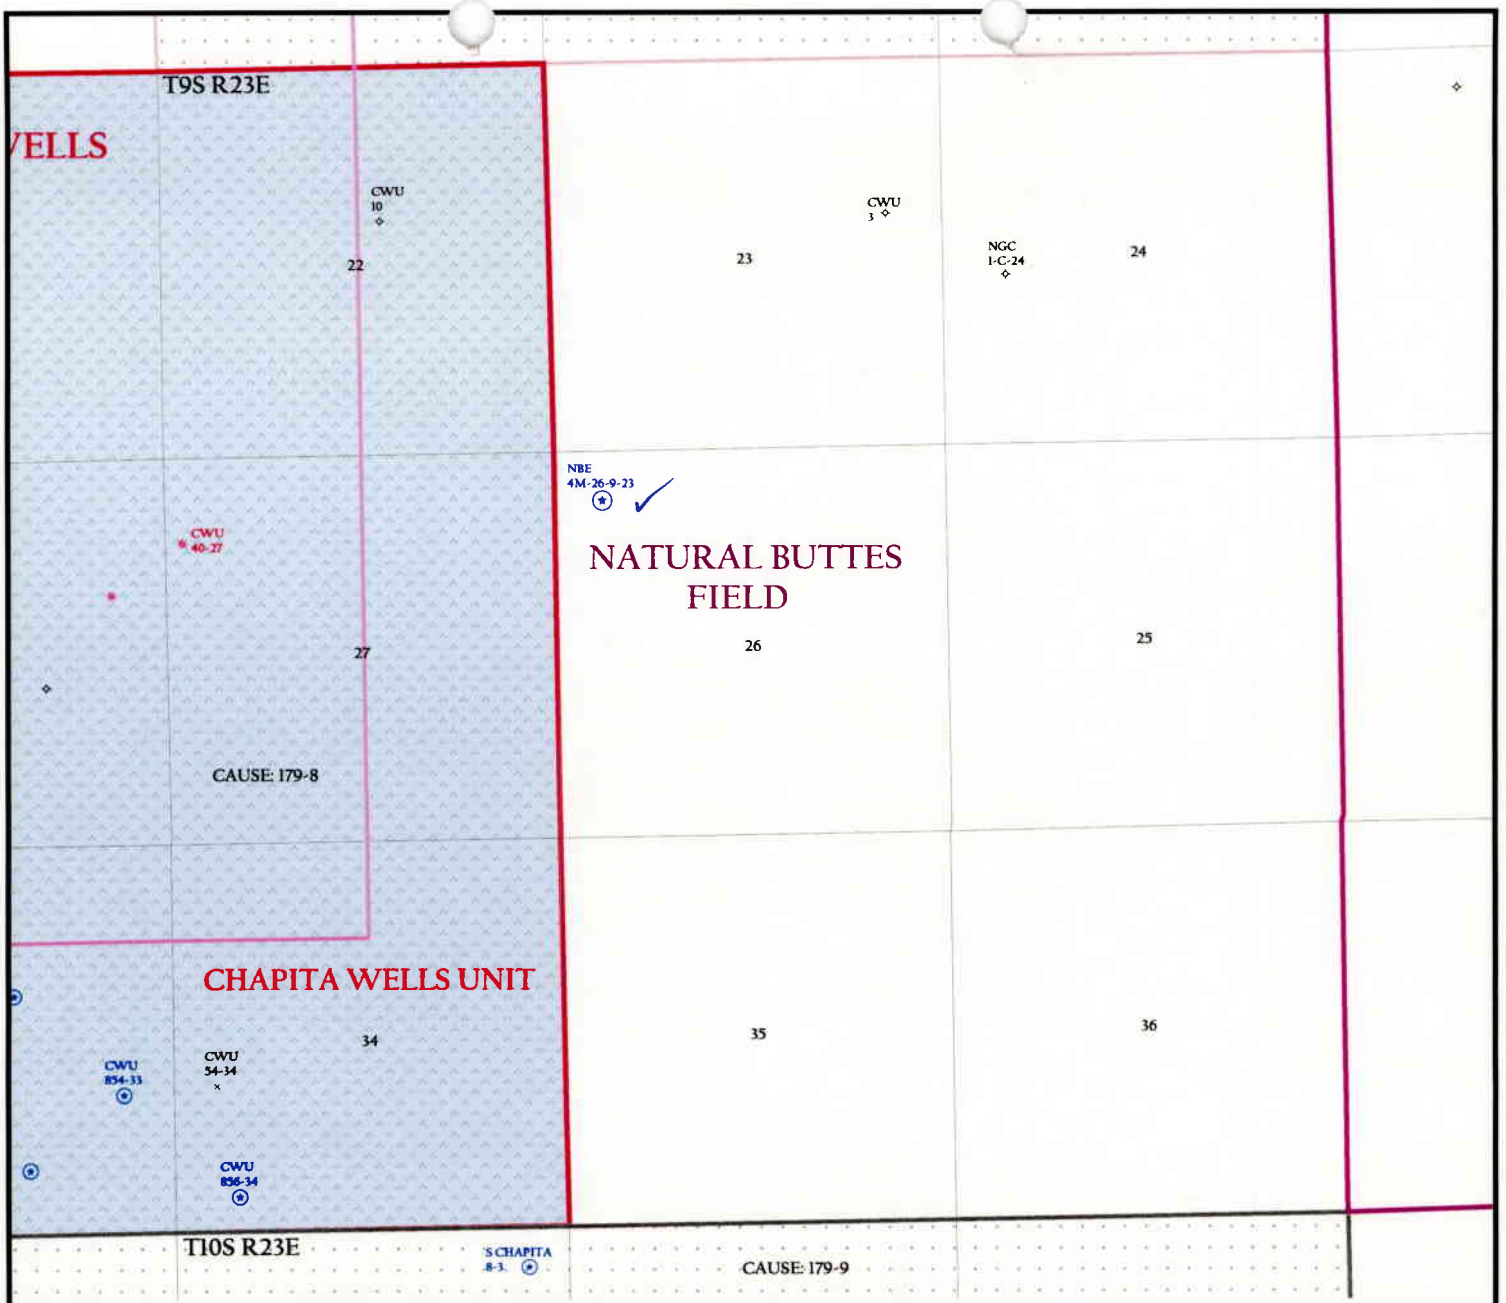 T9S R23E
VELLS
CWU
10
CWU
3
NGC
1-C-24
22
23
24
NBE
4M-26-9-23
CWU
40-27
NATURAL BUTTES
FIELD
27
26
25
CAUSE: 179-8
CHAPITA WELLS UNIT
34
35
36
CWU
854-33
CWU
54-34
CWU
856-34
T10S R23E
S CHAPITA
8-3
CAUSE: 179-9